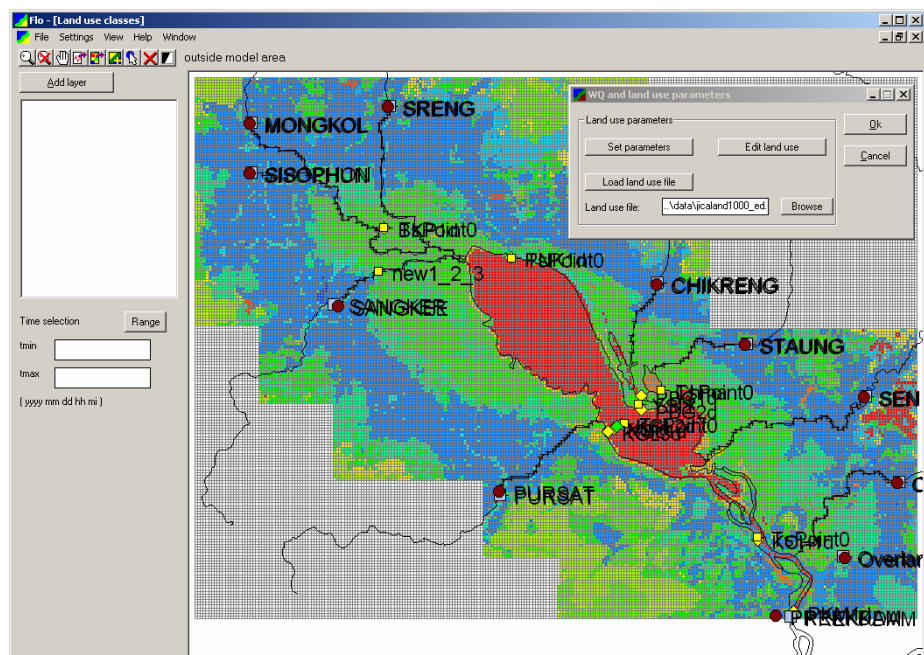 Flo - [Land use classes]
File Settings View Help Window
outside model area
Add layer
Time selection Range
tmin
tmax
( yyyy mm dd hh mi )
WQ and land use parameters
Land use parameters
Ok
Set parameters Edit land use
Cancel
Load land use file
Land use file: ..\data\jicaland1000_ed. Browse
SRENG
MONGKOL
SISOPHON
new1_2_3
SANGKER
CHIKRENG
STAUNG
SEN
PURSAT
TsPoint0
Overlar